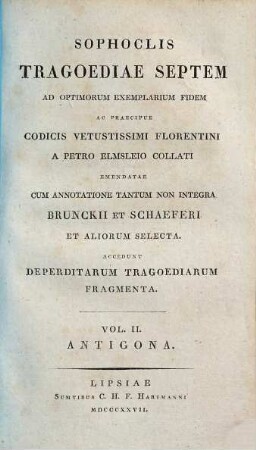 SOPHOCLIS
TRAGOEDIAE SEPTEM
AD OPTIMORUM EXEMPLARIUM FIDEM
AC PRAECIPUE
CODICIS VETUSTISSIMI FLORENTINI
A PETRO ELMSLEIO COLLATI
EMENDATAE
CUM ANNOTATIONE TANTUM NON INTEGRA
BRUNCKII ET SCHAEFERI
ET ALIORUM SELECTA.
ACCEDUNT
DEPERDITARUM TRAGOEDIARUM
FRAGMENTA.
VOL. II.
ANTIGONA.
LIPSIAE
SUMTIBUS C. H. F. HARTMANNI
MDCCCXXVII.